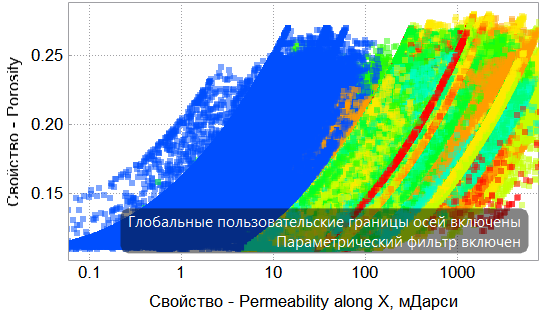 Свойство - Porosity
0.25
0.20
0.15
Глобальные пользовательские границы осей включены
Параметрический фильтр включен
0.1 1 10 100 1000
Свойство - Permeability along X, мДарси